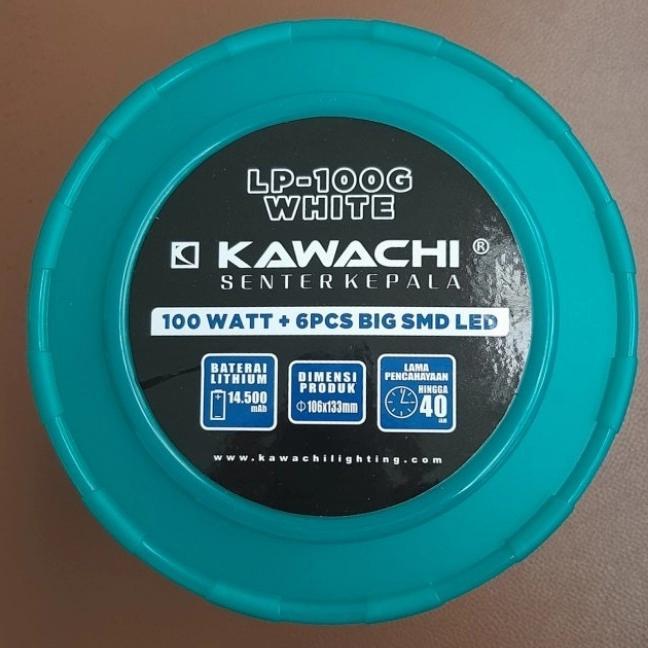 LP-100G
WHITE
KAWACHI®
SENTER KEPALA
100 WATT + 6PCS BIG SMD LED
BATERAI
LITHIUM
14.500
mAh
DIMENSI
PRODUK
Φ106x133mm
LAMA
PENCAHAYAAN
HINGGA
40
JAM
www.kawachilighting.com